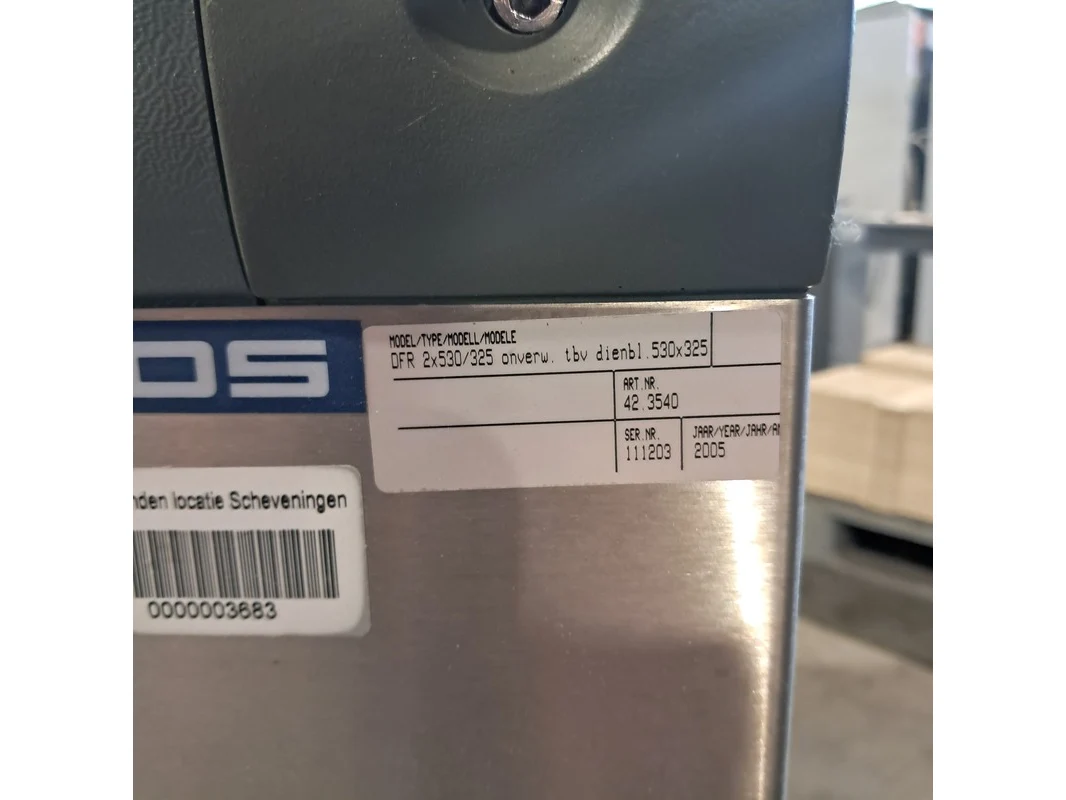 OS
MODEL/TYPE/MODELL/MODELE
DFR 2x530/325 onverw. tbv dienbl.530x325
ART.NR.
42.3540
SER.NR.
111203
JAAR/YEAR/JAHR/AN
2005
nden locatie Scheveningen
0000003683